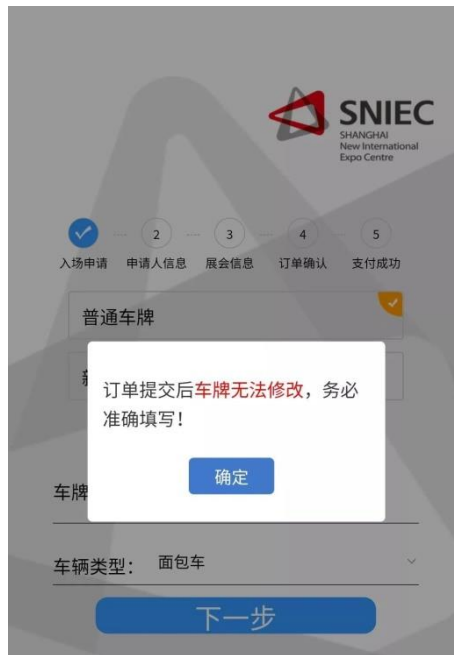 SNIEC
SHANGHAI
New International
Expo Centre
2
3
4
5
入场申请 申请人信息 展会信息 订单确认 支付成功
普通车牌
订单提交后车牌无法修改，务必
准确填写！
确定
车牌
车辆类型： 面包车
下一步